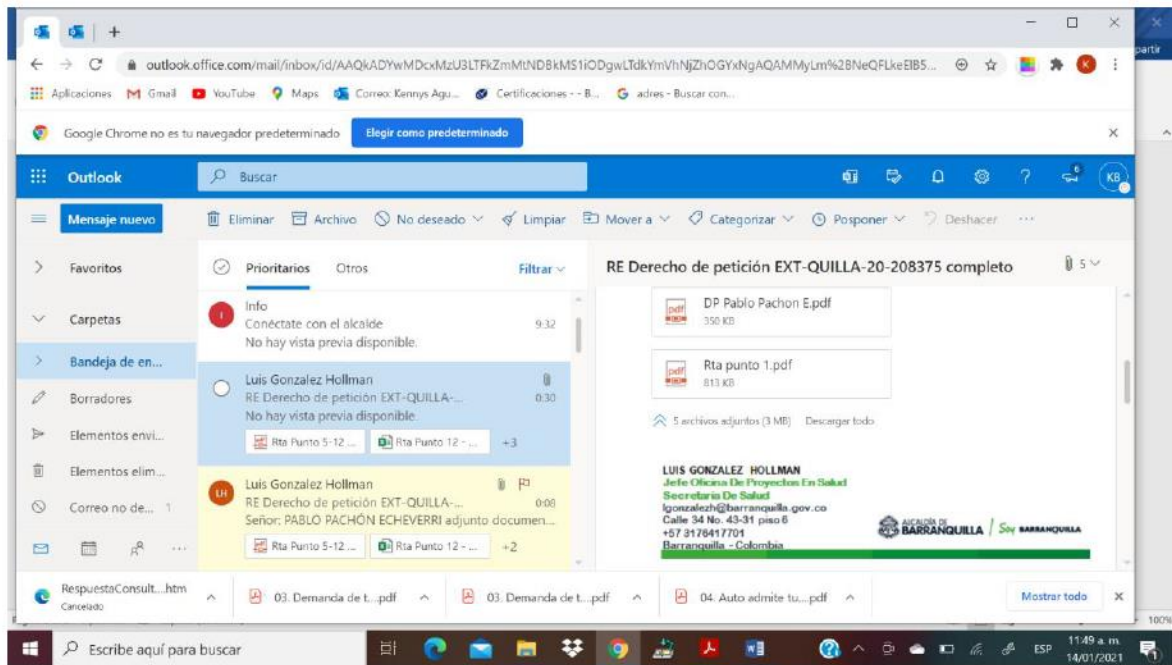 partir
outlook.office.com/mail/inbox/id/AAQkADYwMDcxMzU3LTFkZmMtNDBkMS1iODgwLTdkYmVhNjZhOGYxNgAQAMMyLm%2BNeQFLkeElB5...
Aplicaciones Gmail YouTube Maps Correo: Kennys Agu... Certificaciones - - B... adres - Buscar con...
Google Chrome no es tu navegador predeterminado Elegir como predeterminado
Outlook Buscar KB
Mensaje nuevo Eliminar Archivo No deseado Limpiar Mover a Categorizar Posponer Deshacer ...
Favoritos
Carpetas
Bandeja de en...
Borradores
Elementos envi...
Elementos elim...
Correo no de... 1
Prioritarios Otros Filtrar
Info
Conéctate con el alcalde 9:32
No hay vista previa disponible.
Luis Gonzalez Hollman
RE Derecho de petición EXT-QUILLA-... 0:30
No hay vista previa disponible.
Rta Punto 5-12 ... Rta Punto 12 - ... +3
LH
Luis Gonzalez Hollman
RE Derecho de petición EXT-QUILLA-... 0:08
Señor: PABLO PACHÓN ECHEVERRI adjunto documen...
Rta Punto 5-12 ... Rta Punto 12 - ... +2
RE Derecho de petición EXT-QUILLA-20-208375 completo 5
pdf DP Pablo Pachon E.pdf
350 KB
pdf Rta punto 1.pdf
813 KB
5 archivos adjuntos (3 MB) Descargar todo
LUIS GONZALEZ HOLLMAN
Jefe Oficina De Proyectos En Salud
Secretaria De Salud
lgonzalezh@barranquilla.gov.co
Calle 34 No. 43-31 piso 6
+57 3176417701
Barranquilla - Colombia
ALCALDÍA DE
BARRANQUILLA Soy BARRANQUILLA
RespuestaConsult....htm
Cancelado
03. Demanda de t....pdf 03. Demanda de t....pdf 04. Auto admite tu....pdf Mostrar todo
100%
Escribe aquí para buscar ESP
11:49 a. m.
14/01/2021